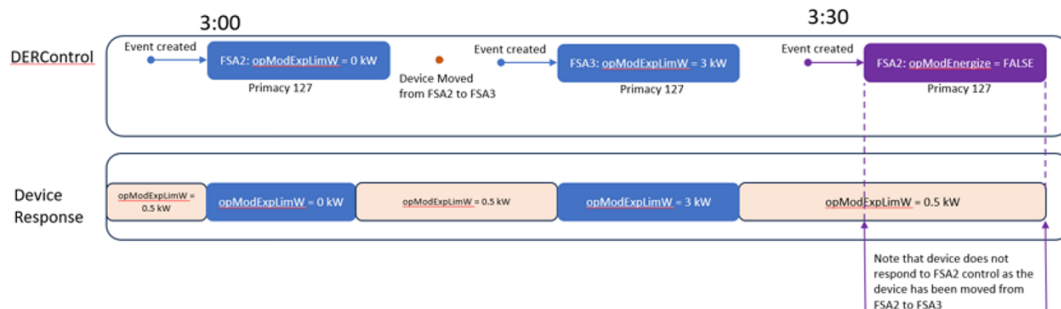 3:00
3:30
DERControl
Event created
FSA2: opModExpLimW = 0 kW
Primacy 127
Device Moved
from FSA2 to FSA3
Event created
FSA3: opModExpLimW = 3 kW
Primacy 127
Event created
FSA2: opModEnergize = FALSE
Primacy 127
Device
Response
opModExpLimW =
0.5 kW
opModExpLimW = 0 kW
opModExpLimW = 0.5 kW
opModExpLimW = 3 kW
opModExpLimW = 0.5 kW
Note that device does not
respond to FSA2 control as the
device has been moved from
FSA2 to FSA3